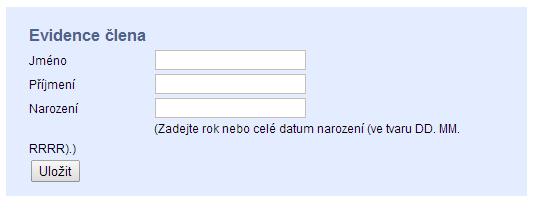 Evidence člena
Jméno
Příjmení
Narození
(Zadejte rok nebo celé datum narození (ve tvaru DD. MM.
RRRR).)
Uložit